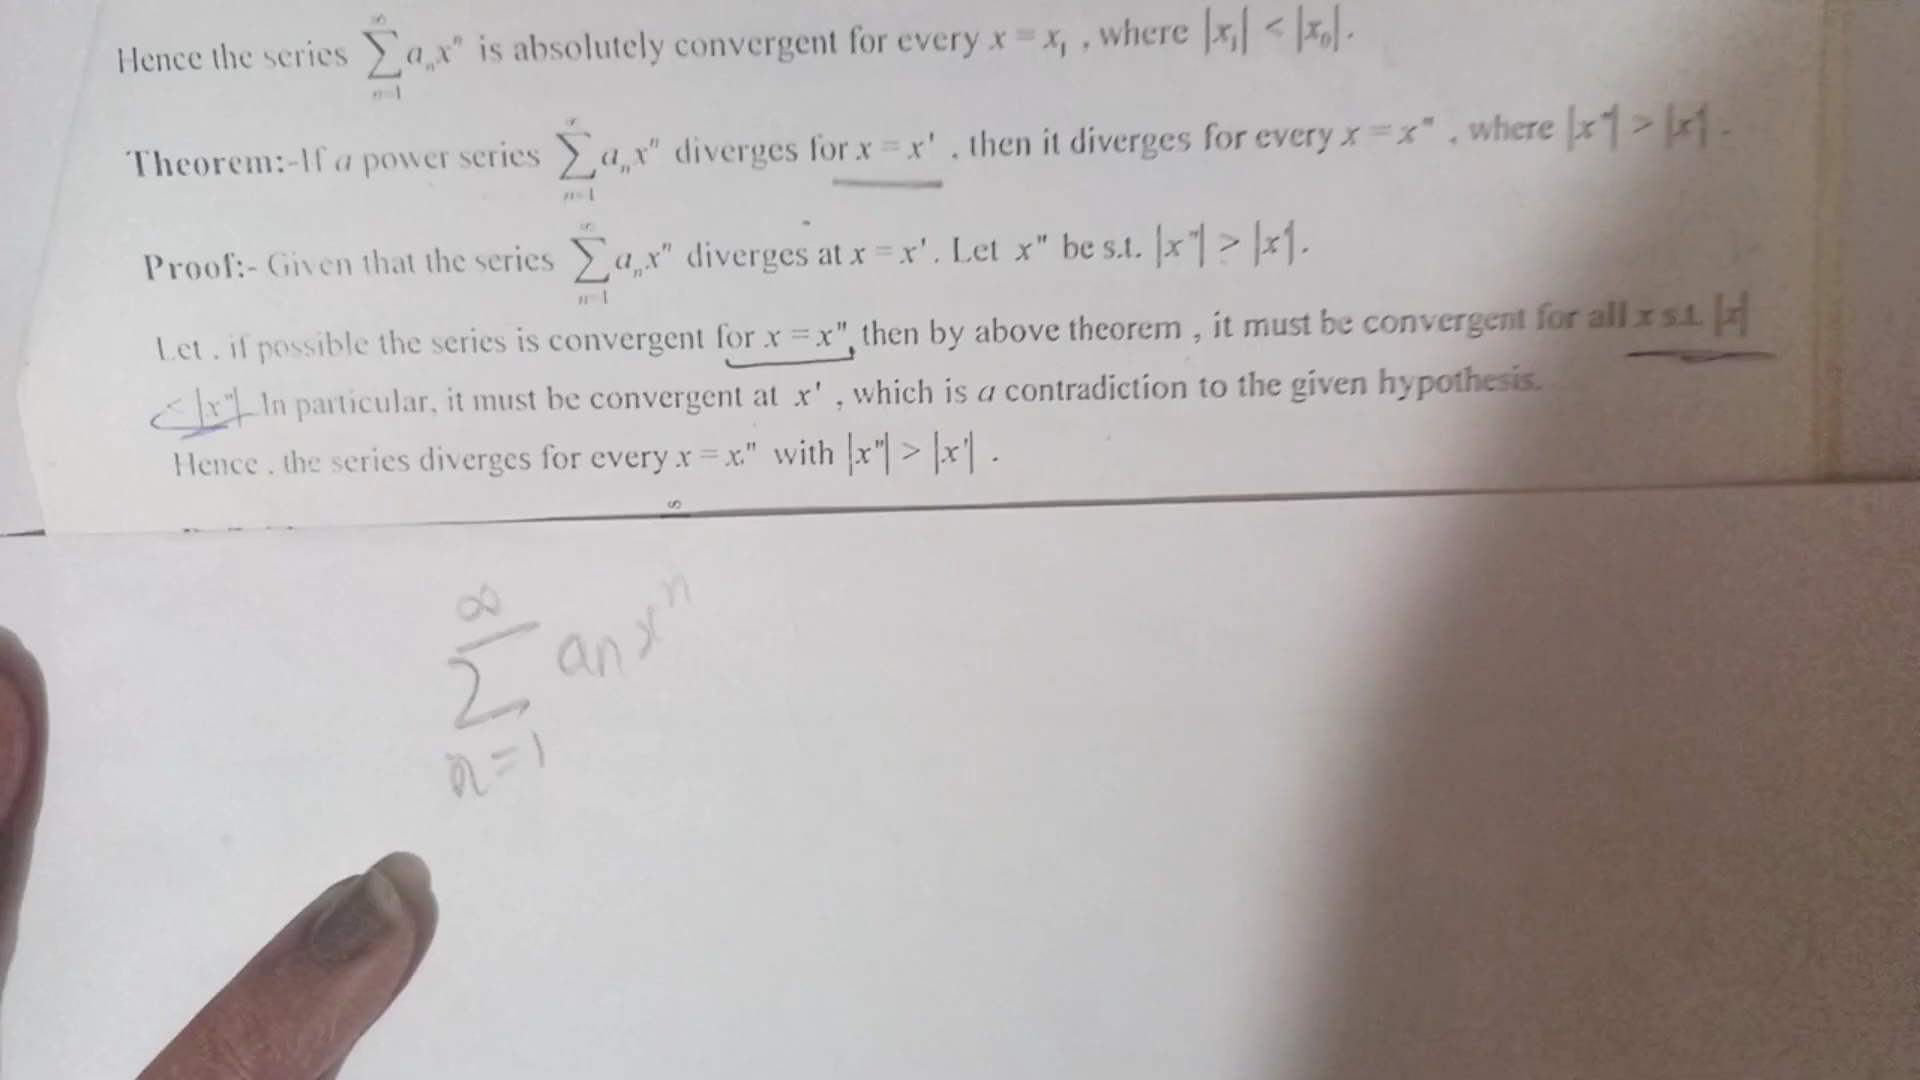 Hence the series ∑_{n=1}^{∞} a_n x^n is absolutely convergent for every x = x_1 , where |x_1| < |x_0|.
Theorem:-If a power series ∑_{n=1}^{∞} a_n x^n diverges for x = x' , then it diverges for every x = x" , where |x"| > |x'| .
Proof:- Given that the series ∑_{n=1}^{∞} a_n x^n diverges at x = x' . Let x" be s.t. |x"| > |x'|.
Let , if possible the series is convergent for x = x", then by above theorem , it must be convergent for all x s.t. |x|
< |x"| In particular, it must be convergent at x' , which is a contradiction to the given hypothesis.
Hence , the series diverges for every x = x." with |x"| > |x'| .
∑_{n=1}^{∞} an x^n